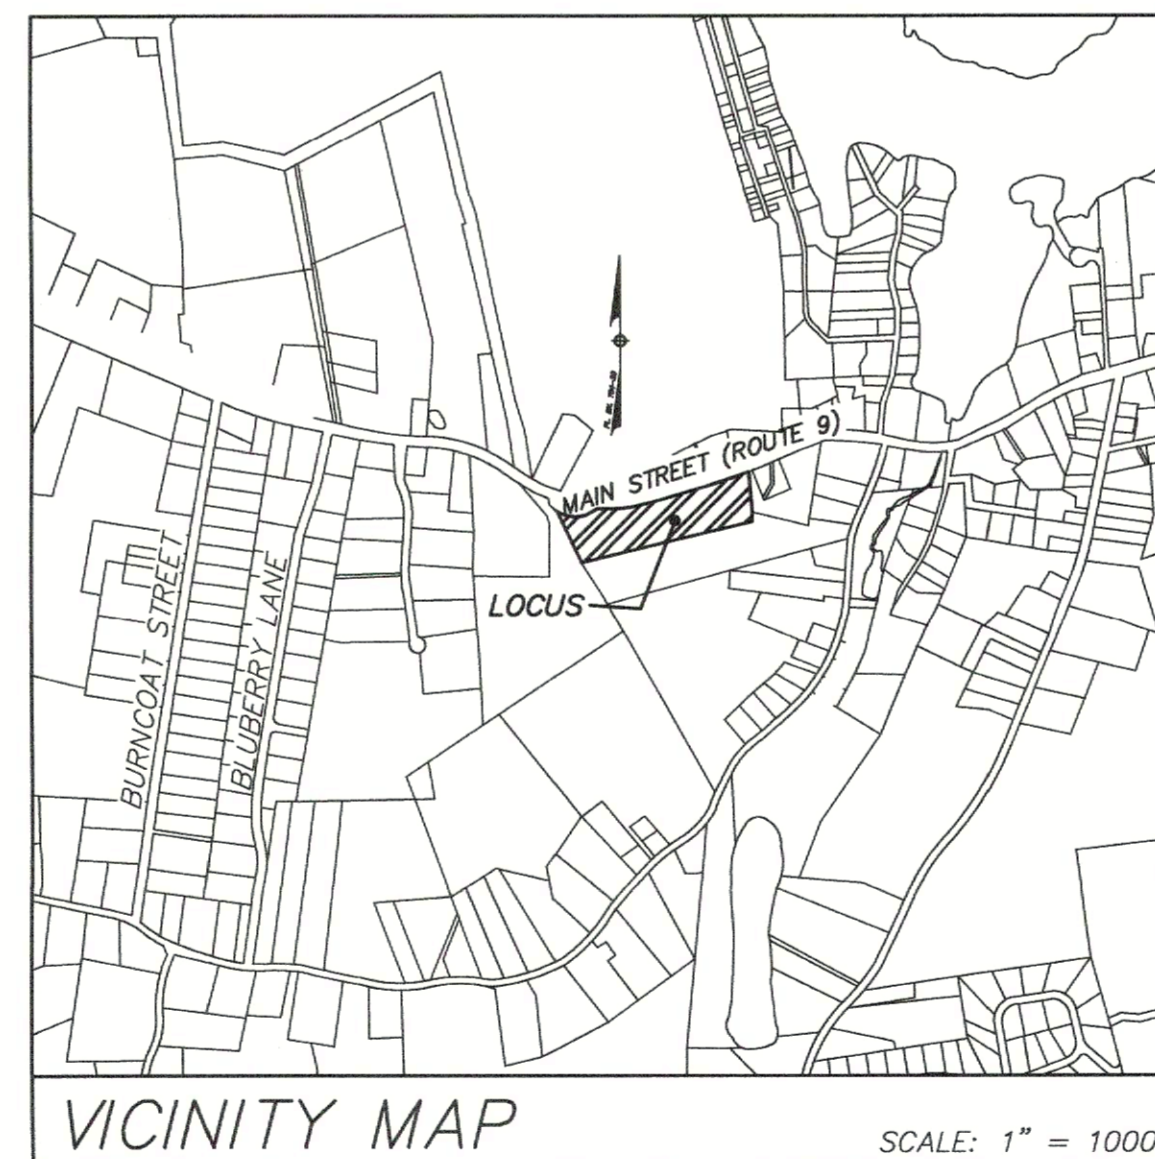 MAIN STREET (ROUTE 9)
LOCUS
BURNCOAT STREET
BLUBERRY LANE
VICINITY MAP
SCALE: 1" = 1000